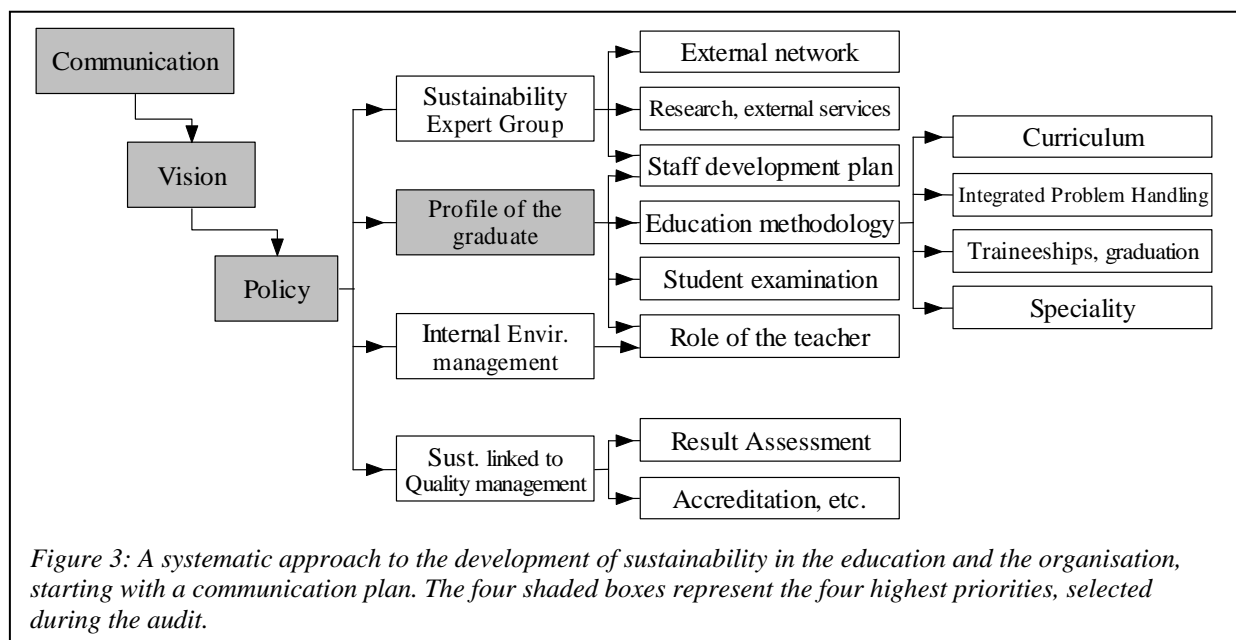 Communication
Vision
Policy
Sustainability
Expert Group
Profile of the
graduate
Internal Envir.
management
Sust. linked to
Quality management
External network
Research, external services
Staff development plan
Education methodology
Student examination
Role of the teacher
Result Assessment
Accreditation, etc.
Curriculum
Integrated Problem Handling
Traineeships, graduation
Speciality
Figure 3: A systematic approach to the development of sustainability in the education and the organisation,
starting with a communication plan. The four shaded boxes represent the four highest priorities, selected
during the audit.